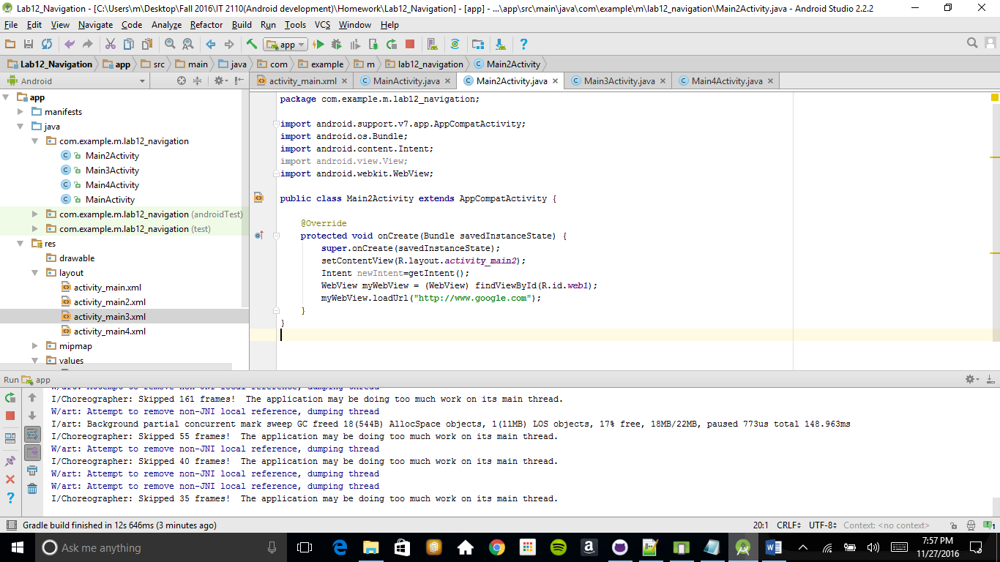 Lab12_Navigation - [C:\Users\m\Desktop\Fall 2016\IT 2110(Android development)\Homework\Lab12_Navigation] - [app] - ...\app\src\main\java\com\example\m\lab12_navigation\Main2Activity.java - Android Studio 2.2.2
File Edit View Navigate Code Analyze Refactor Build Run Tools VCS Window Help
app
Lab12_Navigation app src main java com example m lab12_navigation Main2Activity
Android
activity_main.xml MainActivity.java Main2Activity.java Main3Activity.java Main4Activity.java
app
manifests
java
com.example.m.lab12_navigation
Main2Activity
Main3Activity
Main4Activity
MainActivity
com.example.m.lab12_navigation (androidTest)
com.example.m.lab12_navigation (test)
res
drawable
layout
activity_main.xml
activity_main2.xml
activity_main3.xml
activity_main4.xml
mipmap
values
package com.example.m.lab12_navigation;
import android.support.v7.app.AppCompatActivity;
import android.os.Bundle;
import android.content.Intent;
import android.view.View;
import android.webkit.WebView;
public class Main2Activity extends AppCompatActivity {
@Override
protected void onCreate(Bundle savedInstanceState) {
super.onCreate(savedInstanceState);
setContentView(R.layout.activity_main2);
Intent newIntent=getIntent();
WebView myWebView = (WebView) findViewById(R.id.web1);
myWebView.loadUrl("http://www.google.com");
}
}
Run app
W/art: Attempt to remove non-JNI local reference, dumping thread
I/Choreographer: Skipped 161 frames!  The application may be doing too much work on its main thread.
W/art: Attempt to remove non-JNI local reference, dumping thread
I/art: Background partial concurrent mark sweep GC freed 18(544B) AllocSpace objects, 1(11MB) LOS objects, 17% free, 18MB/22MB, paused 773us total 148.963ms
I/Choreographer: Skipped 55 frames!  The application may be doing too much work on its main thread.
W/art: Attempt to remove non-JNI local reference, dumping thread
I/Choreographer: Skipped 40 frames!  The application may be doing too much work on its main thread.
W/art: Attempt to remove non-JNI local reference, dumping thread
W/art: Attempt to remove non-JNI local reference, dumping thread
I/Choreographer: Skipped 35 frames!  The application may be doing too much work on its main thread.
Gradle build finished in 12s 646ms (3 minutes ago)
20:1 CRLF UTF-8 Context: <no context> 1
Ask me anything
7:57 PM
11/27/2016